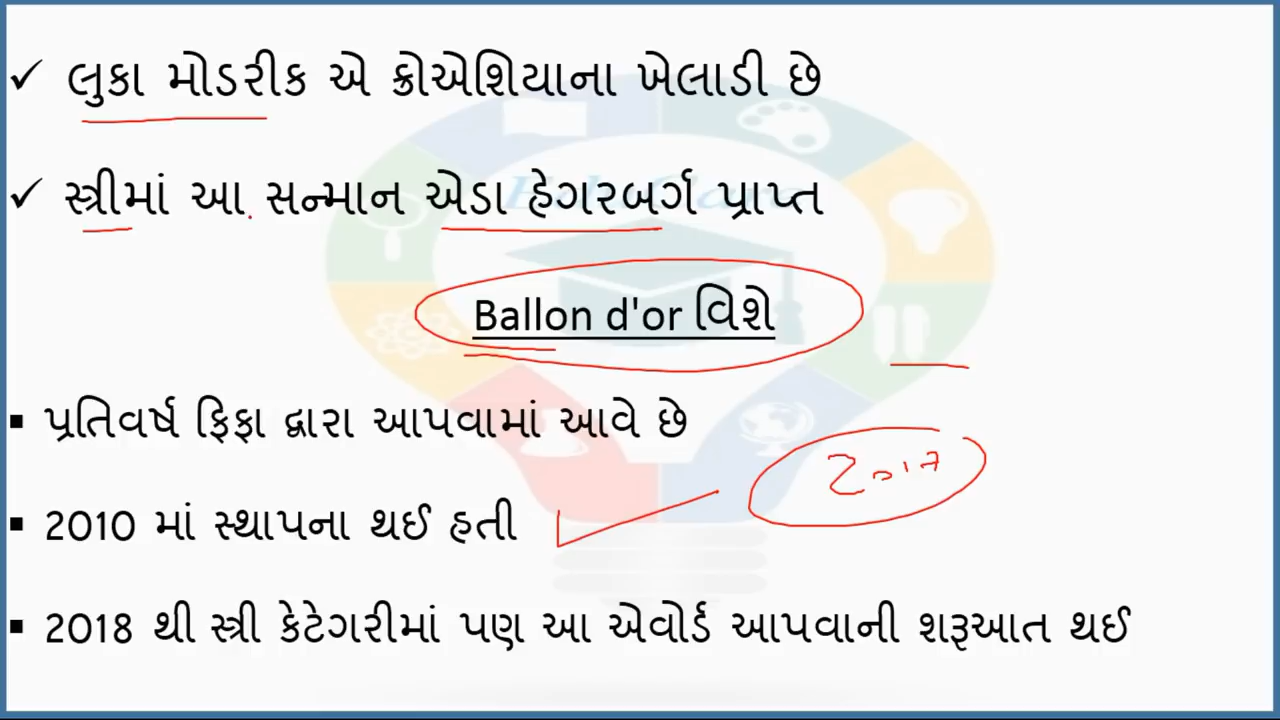 લુકા મોડરીક એ ક્રોએશિયાના ખેલાડી છે
સ્ત્રીમાં આ સન્માન એડા હેગરબર્ગ પ્રાપ્ત
Ballon d'or વિશે
પ્રતિવર્ષ ફિફા દ્વારા આપવામાં આવે છે
2017
2010 માં સ્થાપના થઈ હતી
2018 થી સ્ત્રી કેટેગરીમાં પણ આ એવોર્ડ આપવાની શરૂઆત થઈ